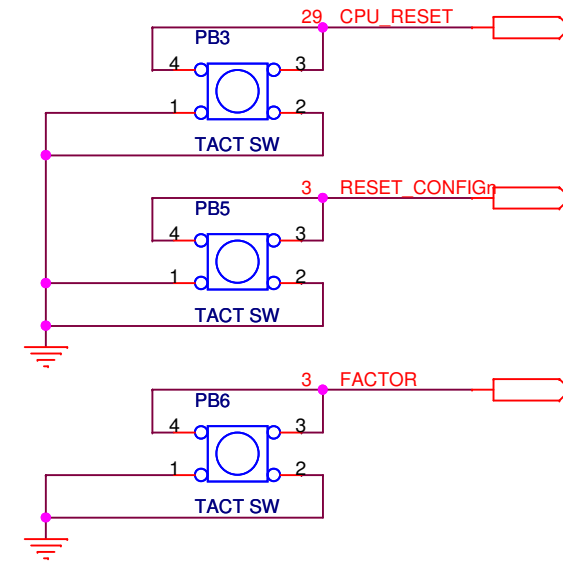 29 CPU_RESET
PB3
4 3
1 2
TACT SW
3 RESET_CONFIGn
PB5
4 3
1 2
TACT SW
3 FACTOR
PB6
4 3
1 2
TACT SW